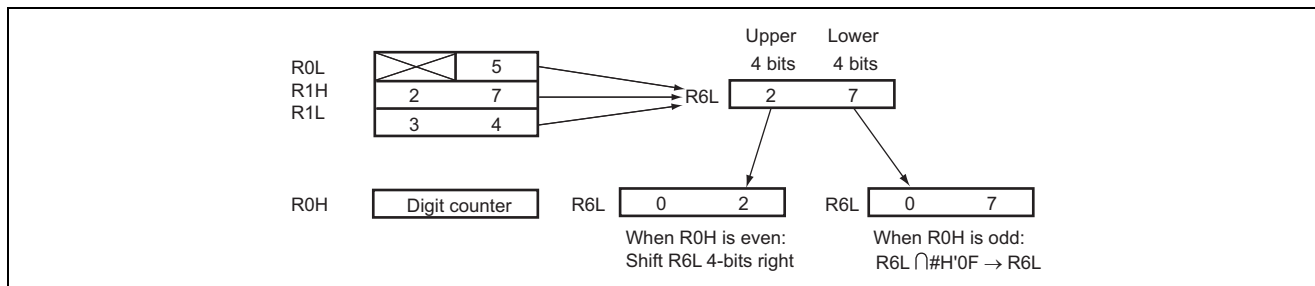 Upper Lower
4 bits 4 bits
R0L 5
R1H 2 7
R1L 3 4
R6L 2 7
R0H Digit counter
R6L 0 2
R6L 0 7
When R0H is even:
Shift R6L 4-bits right
When R0H is odd:
R6L ∩#H'0F → R6L